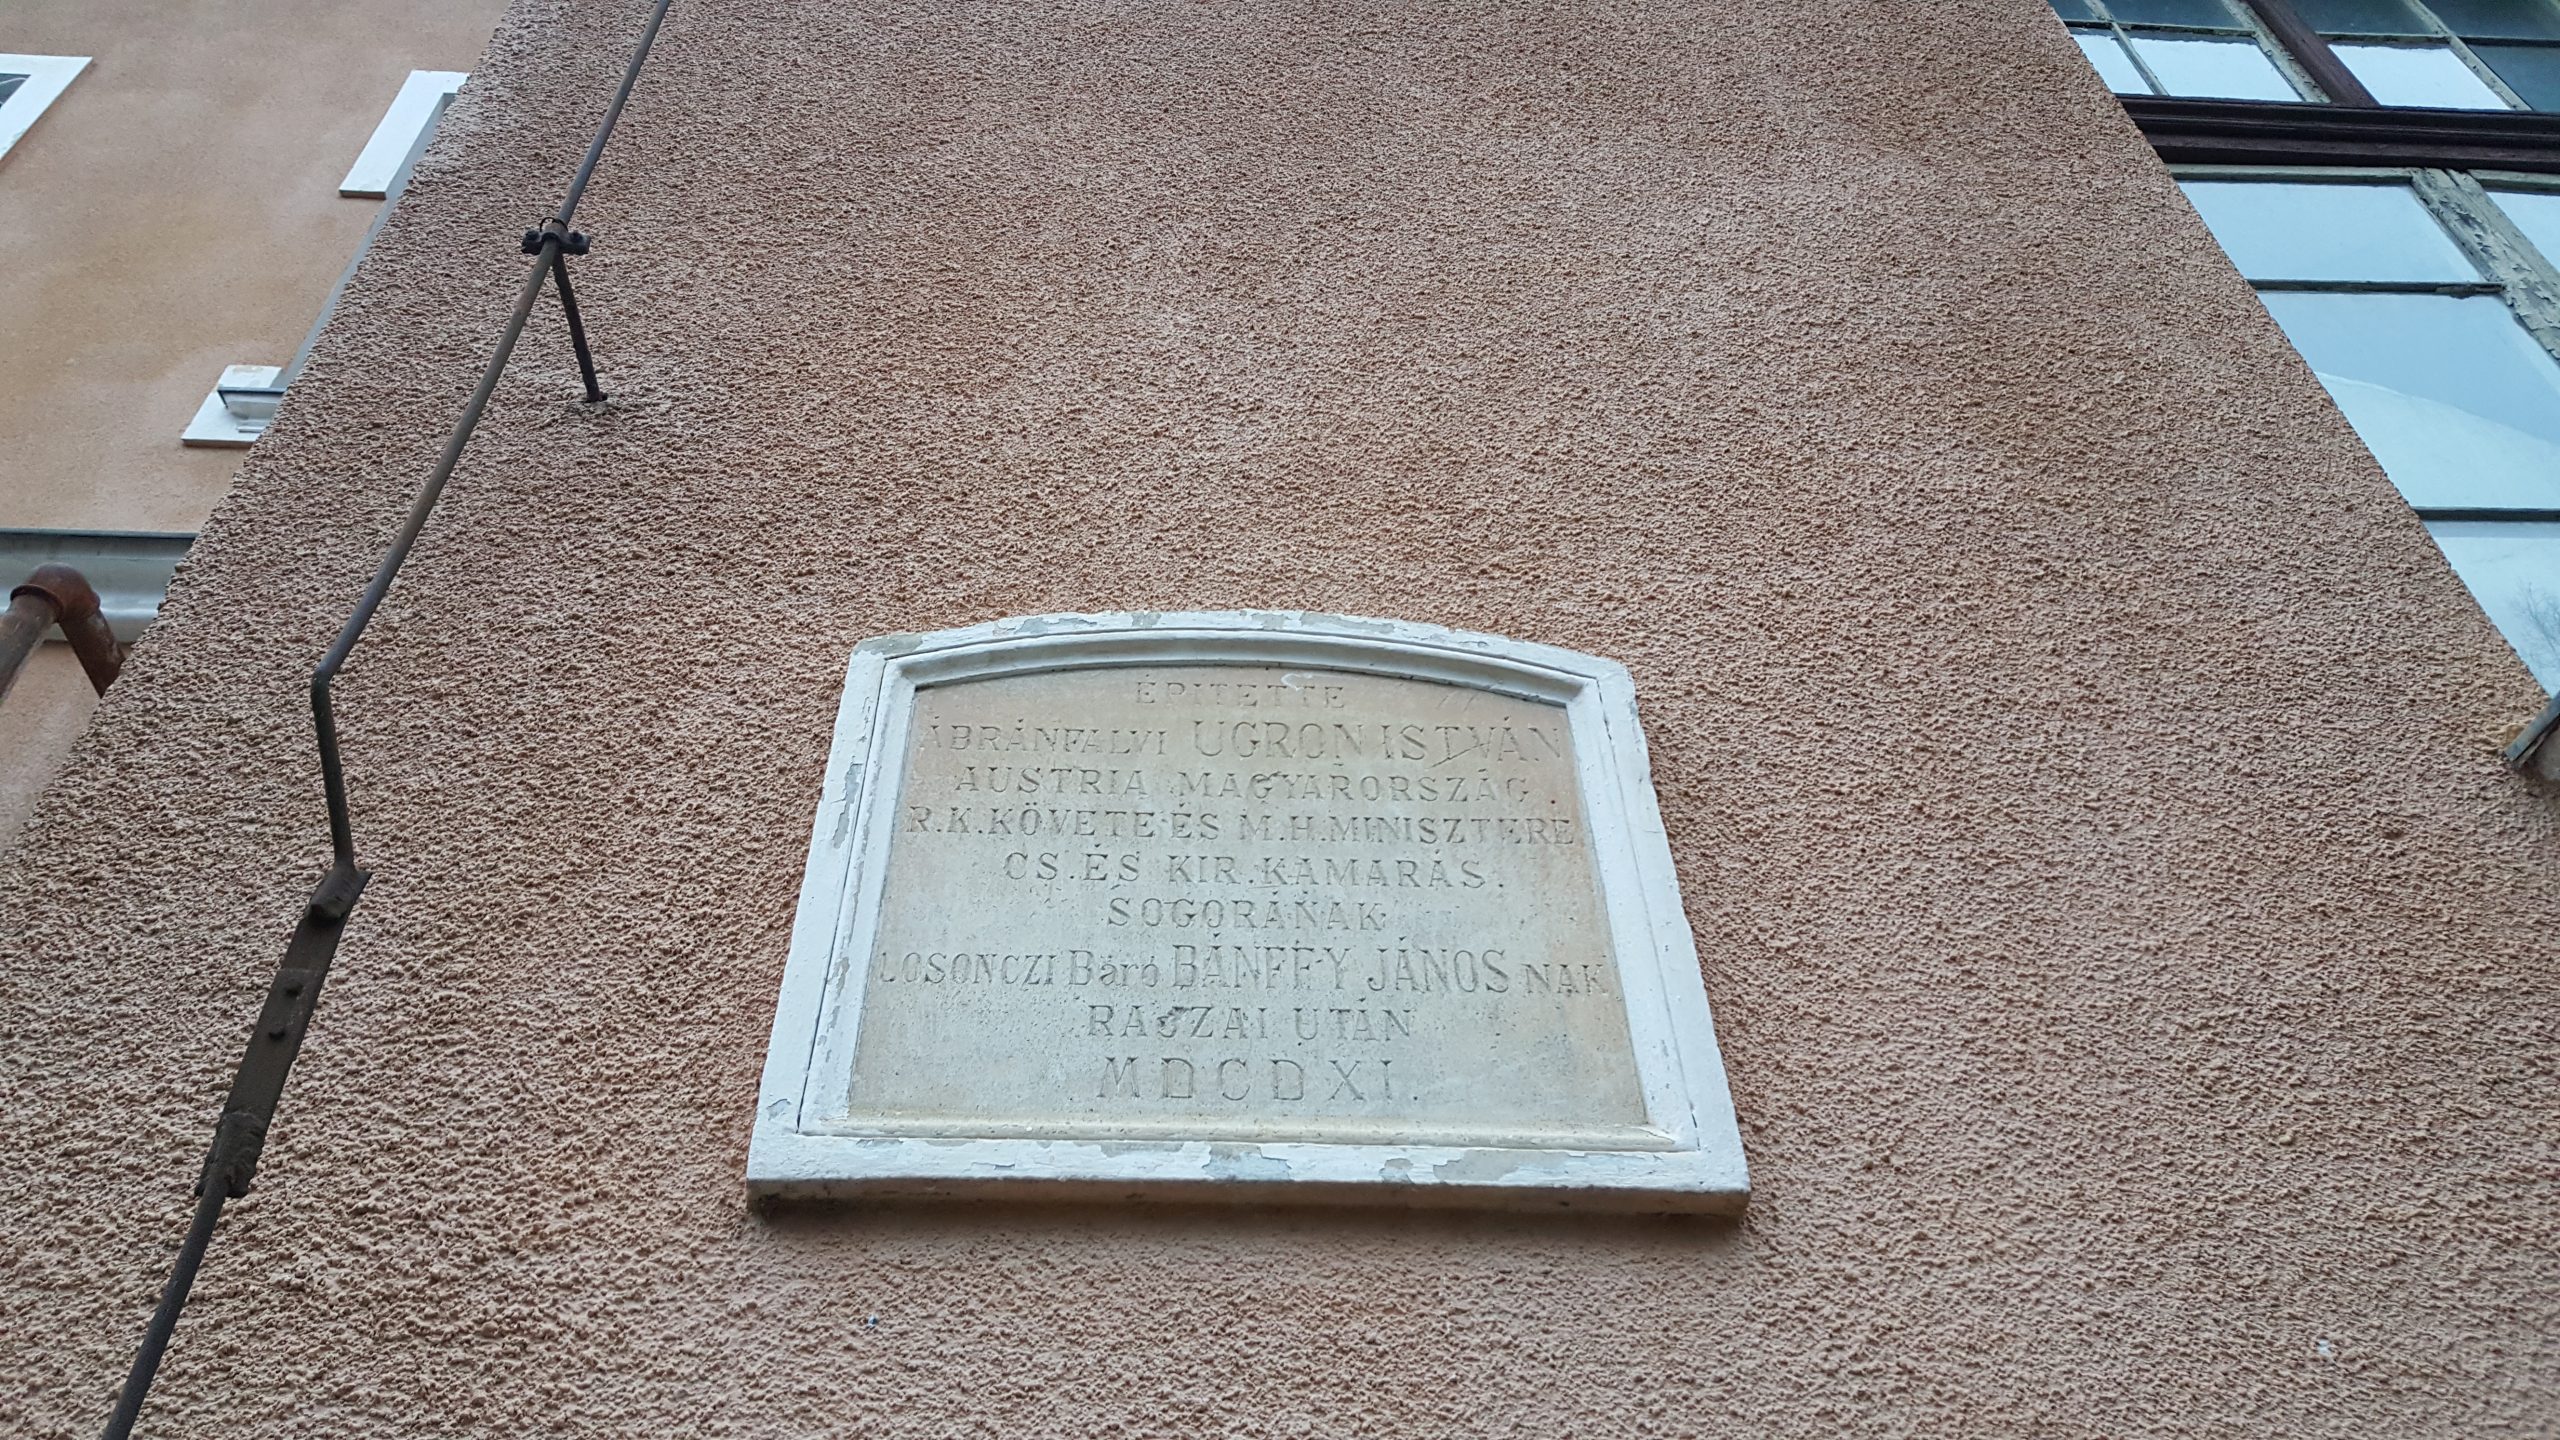 ÉPITETTE
ÁBRÁNFALVI UGRON ISTVÁN
AUSTRIA MAGYARORSZÁG
R.K.KÖVETE ÉS M.H.MINISZTERE
CS.ÉS KIR.KAMARÁS.
SOGORÁNAK
LOSONCZI Báró BÁNFFY JÁNOS NAK
RAJZAI UTÁN
MDCDXI.